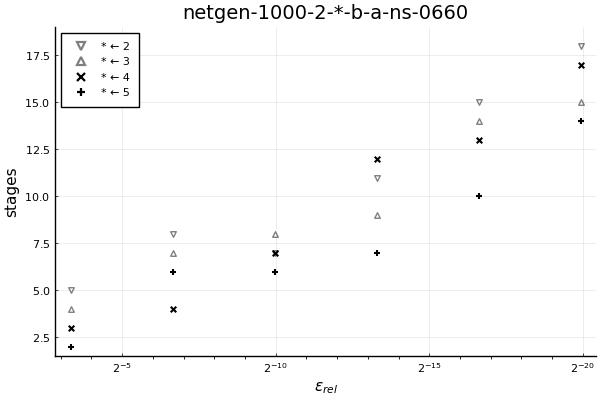 netgen-1000-2-*-b-a-ns-0660
* ← 2
* ← 3
* ← 4
* ← 5
17.5
15.0
12.5
10.0
7.5
5.0
2.5
stages
2⁻⁵ 2⁻¹⁰ 2⁻¹⁵ 2⁻²⁰
ε_rel